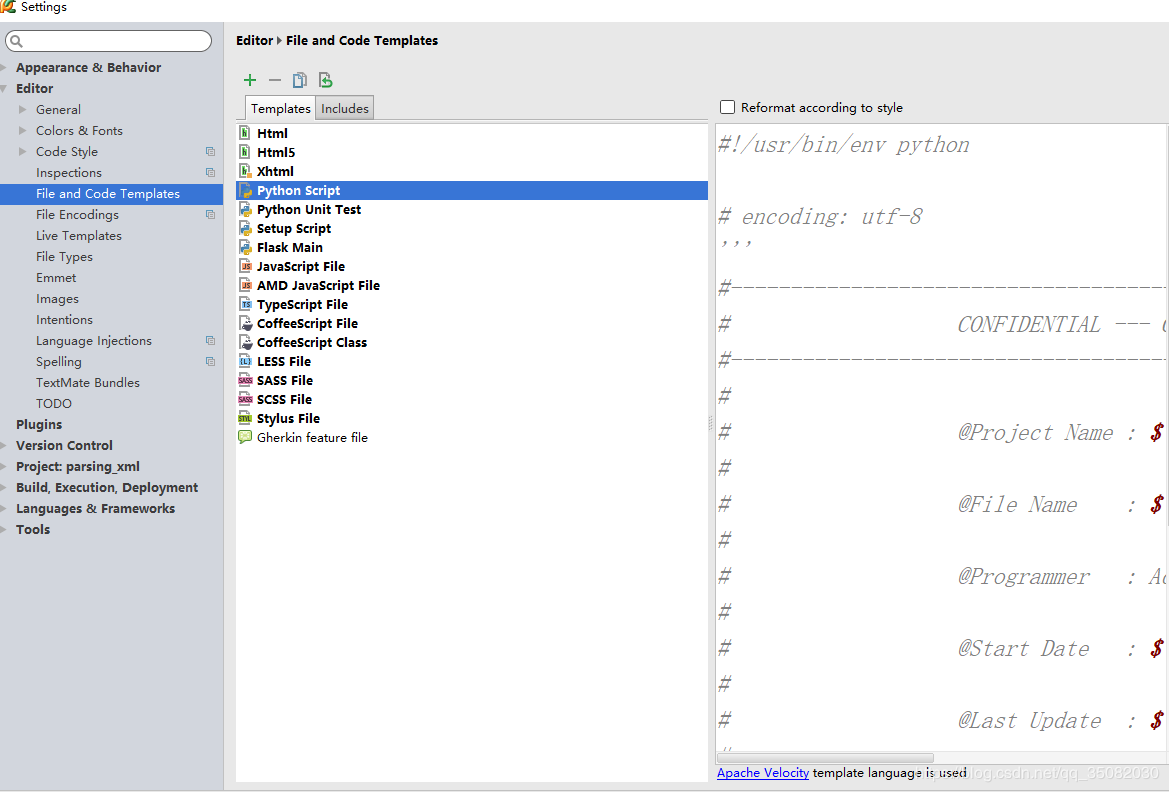 Settings
Appearance & Behavior
Editor
General
Colors & Fonts
Code Style
Inspections
File and Code Templates
File Encodings
Live Templates
File Types
Emmet
Images
Intentions
Language Injections
Spelling
TextMate Bundles
TODO
Plugins
Version Control
Project: parsing_xml
Build, Execution, Deployment
Languages & Frameworks
Tools
Editor › File and Code Templates
Templates Includes
Html
Html5
Xhtml
Python Script
Python Unit Test
Setup Script
Flask Main
JavaScript File
AMD JavaScript File
TypeScript File
CoffeeScript File
CoffeeScript Class
LESS File
SASS File
SCSS File
Stylus File
Gherkin feature file
Reformat according to style
#!/usr/bin/env python
# encoding: utf-8
'''
#--------------------------------------
# CONFIDENTIAL ---
#--------------------------------------
#
# @Project Name : $
#
# @File Name : $
#
# @Programmer :
#
# @Start Date : $
#
# @Last Update : $
#
Apache Velocity template language is used
blog.csdn.net/qq_35082030